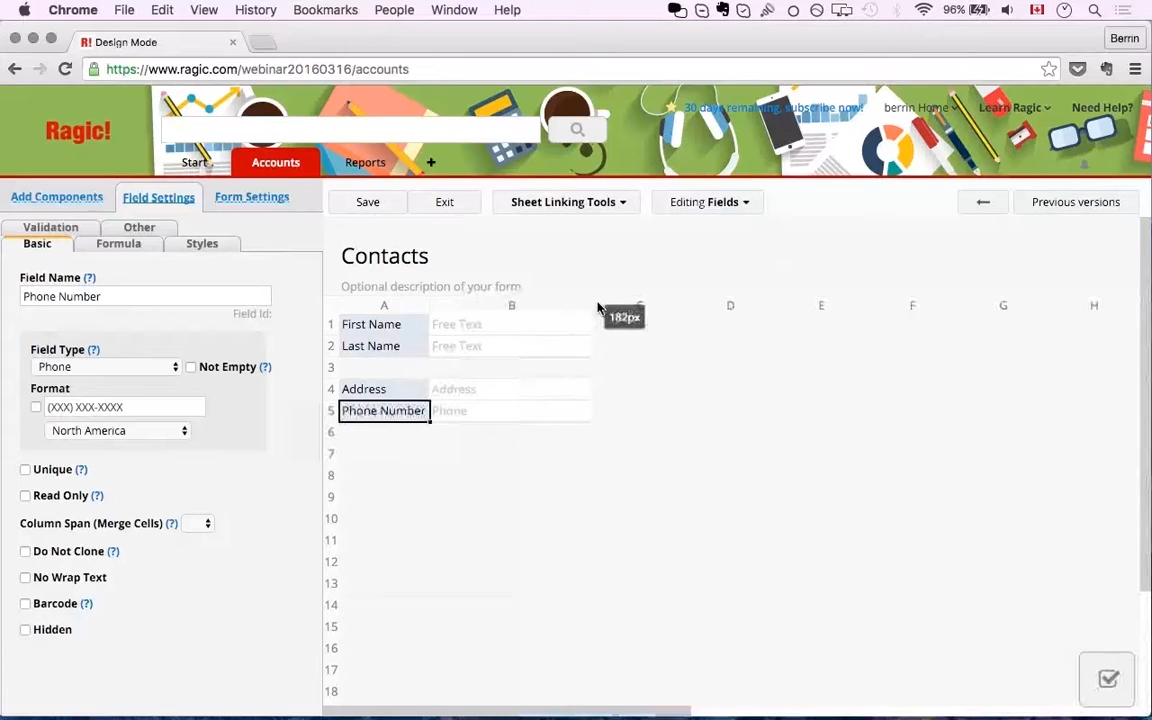 Chrome File Edit View History Bookmarks People Window Help 96%
R! Design Mode Berrin
https://www.ragic.com/webinar20160316/accounts
Ragic! 30 days remaining, subscribe now! berrin Home Learn Ragic Need Help?
Start Accounts Reports +
Add Components Field Settings Form Settings Save Exit Sheet Linking Tools Editing Fields Previous versions
Validation Other
Basic Formula Styles
Contacts
Field Name (?)
Optional description of your form
Phone Number
A B C D E F G H
Field Id:
182px
1 First Name Free Text
2 Last Name Free Text
Field Type (?)
Phone Not Empty (?)
3
Format
4 Address Address
(XXX) XXX-XXXX
5 Phone Number Phone
North America
6
7
Unique (?)
8
Read Only (?)
9
Column Span (Merge Cells) (?)
10
11
Do Not Clone (?)
12
No Wrap Text
13
Barcode (?)
14
Hidden
15
16
17
18